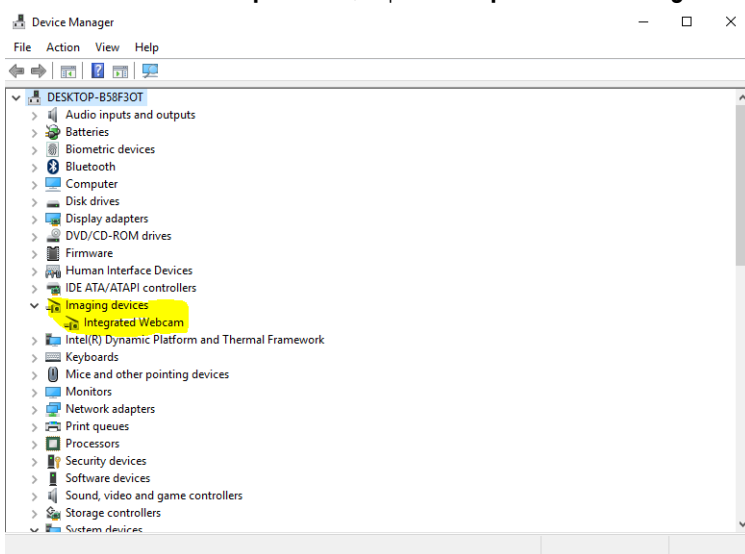 Device Manager
File Action View Help
DESKTOP-B58F3OT
Audio inputs and outputs
Batteries
Biometric devices
Bluetooth
Computer
Disk drives
Display adapters
DVD/CD-ROM drives
Firmware
Human Interface Devices
IDE ATA/ATAPI controllers
Imaging devices
Integrated Webcam
Intel(R) Dynamic Platform and Thermal Framework
Keyboards
Mice and other pointing devices
Monitors
Network adapters
Print queues
Processors
Security devices
Software devices
Sound, video and game controllers
Storage controllers
System devices